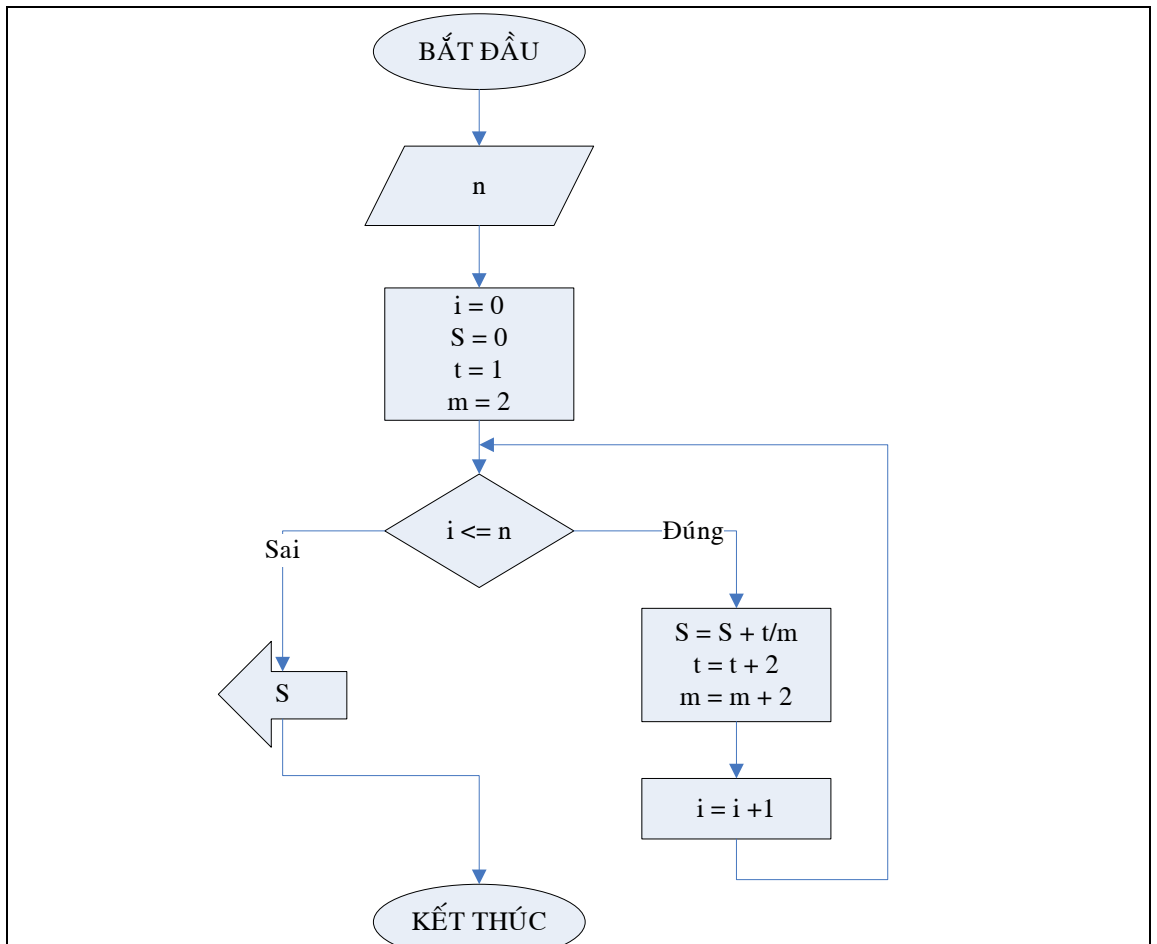 BẮT ĐẦU
n
i = 0
S = 0
t = 1
m = 2
i <= n
Sai
Đúng
S = S + t/m
t = t + 2
m = m + 2
S
i = i +1
KẾT THÚC